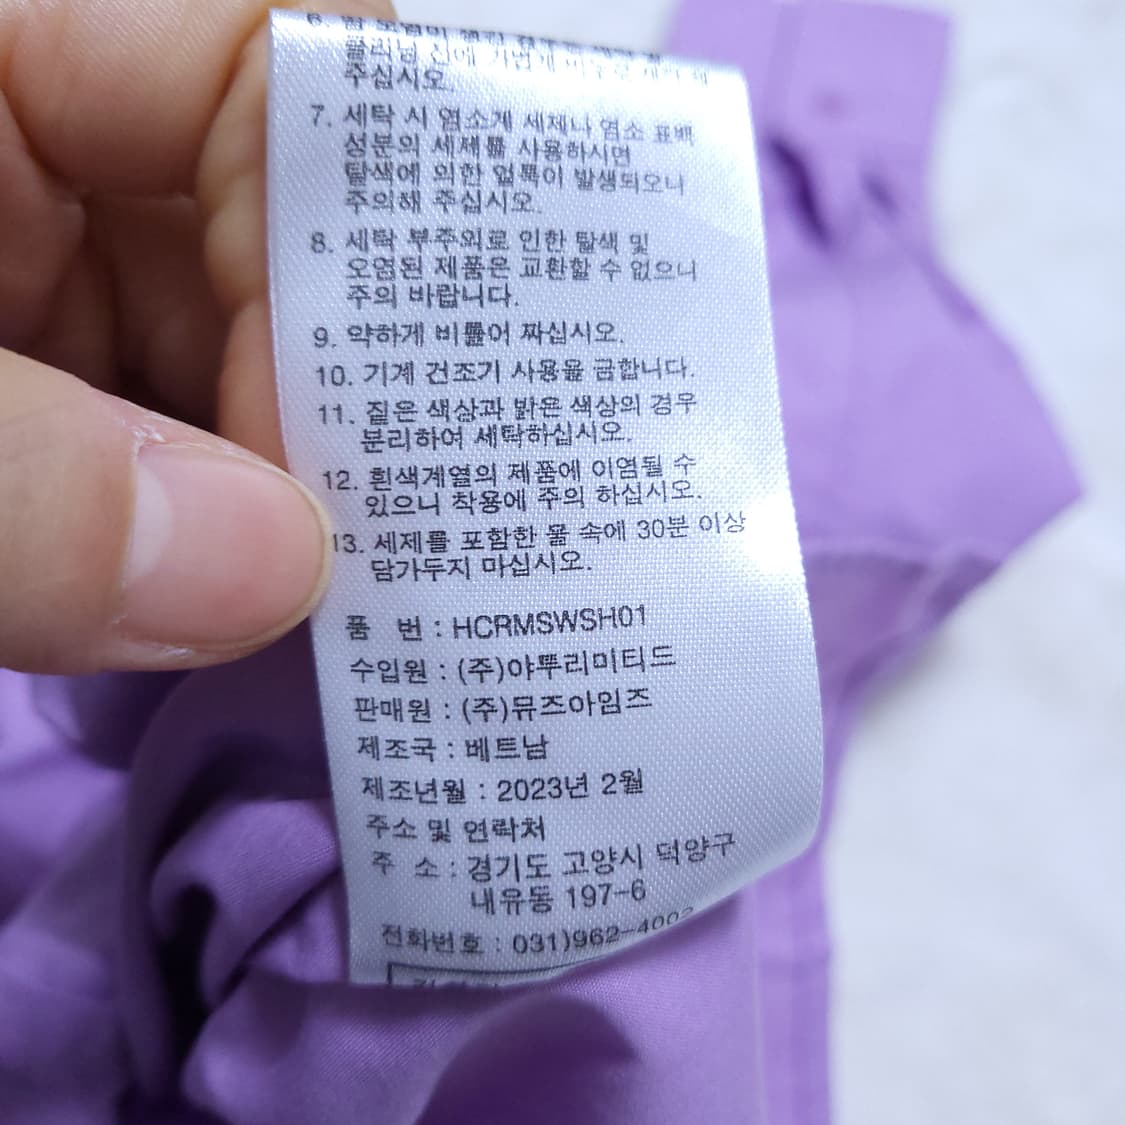 주십시오.
7. 세탁 시 염소계 세제나 염소 표백
성분의 세제를 사용하시면
탈색에 의한 얼룩이 발생되오니
주의해 주십시오.
8. 세탁 부주의로 인한 탈색 및
오염된 제품은 교환할 수 없으니
주의 바랍니다.
9. 약하게 비틀어 짜십시오.
10. 기계 건조기 사용을 금합니다.
11. 짙은 색상과 밝은 색상의 경우
분리하여 세탁하십시오.
12. 흰색계열의 제품에 이염될 수
있으니 착용에 주의 하십시오.
13. 세제를 포함한 물 속에 30분 이상
담가두지 마십시오.
품 번 : HCRMSWSH01
수입원 : (주)야투리미티드
판매원 : (주)뮤즈아임즈
제조국 : 베트남
제조년월 : 2023년 2월
주소 및 연락처
주 소 : 경기도 고양시 덕양구
내유동 197-6
전화번호 : 031)962-4002